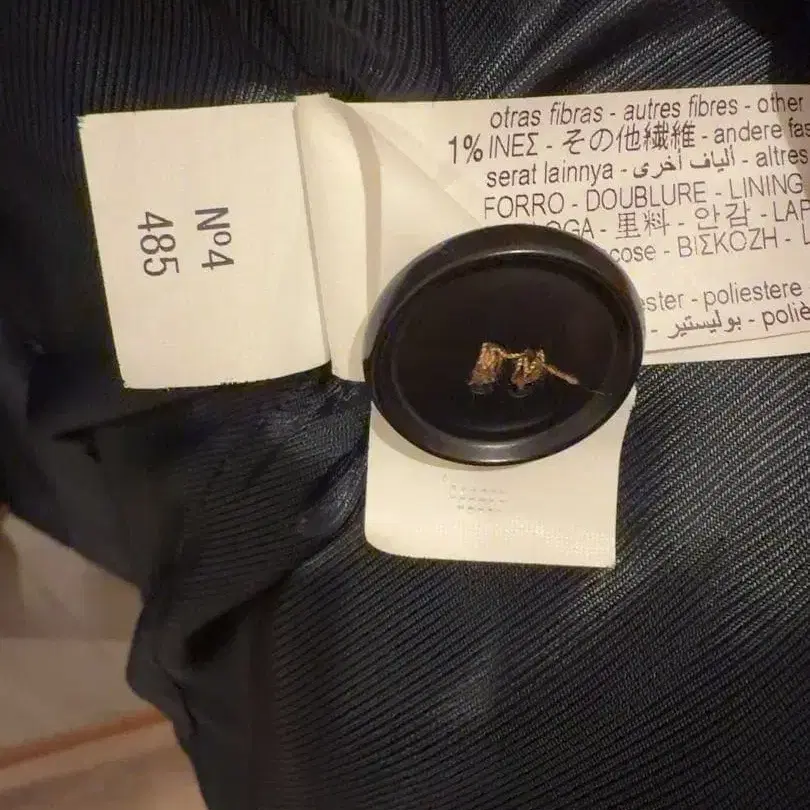 Nº4
485
otras fibras - autres fibres - other
1% ΙΝΕΣ - その他繊維 - andere fas
serat lainnya - ألياف أخرى - altres
FORRO - DOUBLURE - LINING
OGA - 里料 - 안감 - LAP
cose - ΒΙΣΚΟΖΗ - L
ester - poliestere
بوليستير - poliè